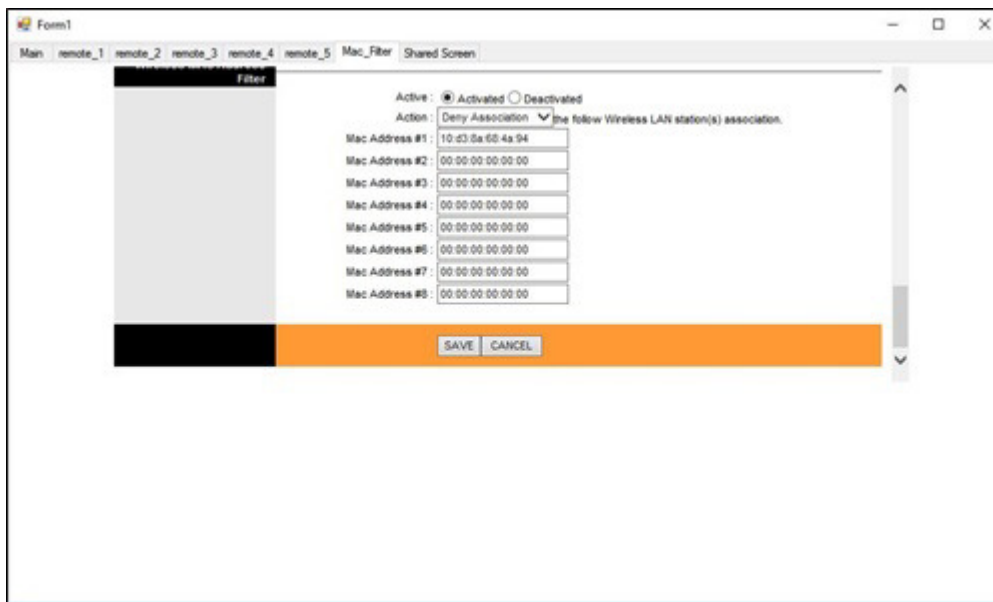 Form1
Main remote_1 remote_2 remote_3 remote_4 remote_5 Mac_Filter Shared Screen
Filter
Active : Activated Deactivated
Action : Deny Association the follow Wireless LAN station(s) association.
Mac Address #1 : 10:d3:8a:68:4a:94
Mac Address #2 : 00:00:00:00:00:00
Mac Address #3 : 00:00:00:00:00:00
Mac Address #4 : 00:00:00:00:00:00
Mac Address #5 : 00:00:00:00:00:00
Mac Address #6 : 00:00:00:00:00:00
Mac Address #7 : 00:00:00:00:00:00
Mac Address #8 : 00:00:00:00:00:00
SAVE CANCEL